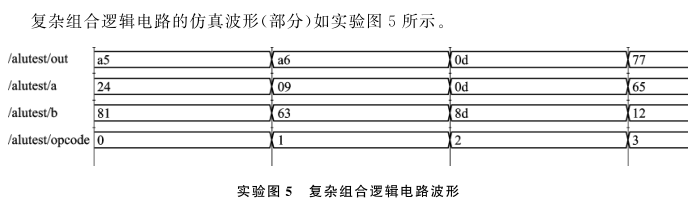 复杂组合逻辑电路的仿真波形(部分)如实验图 5 所示。
/alutest/out a5 a6 0d 77
/alutest/a 24 09 0d 65
/alutest/b 81 63 8d 12
/alutest/opcode 0 1 2 3
实验图 5 复杂组合逻辑电路波形